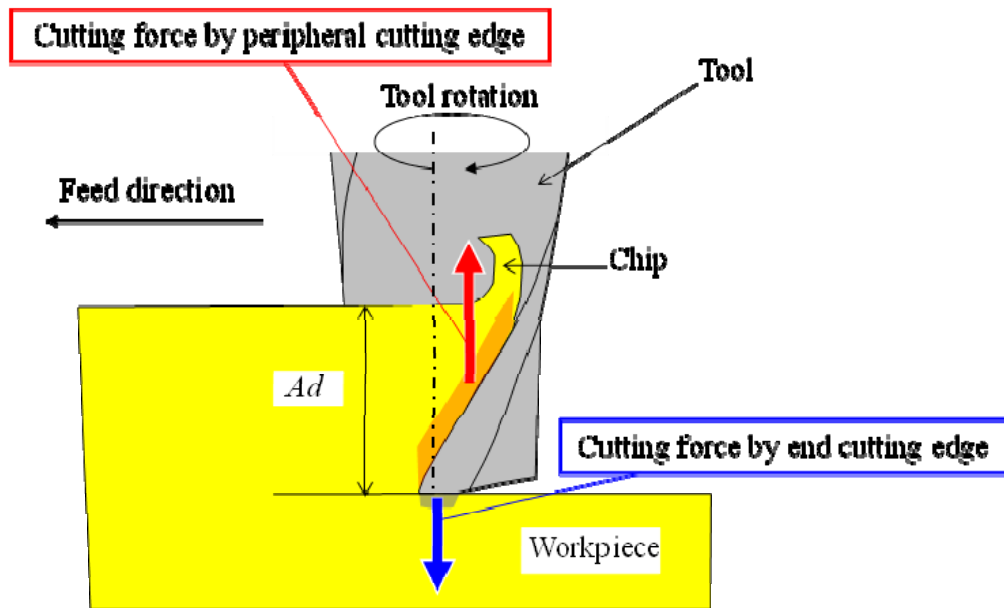 Cutting force by peripheral cutting edge
Tool
Tool rotation
Feed direction
Chip
Ad
Cutting force by end cutting edge
Workpiece